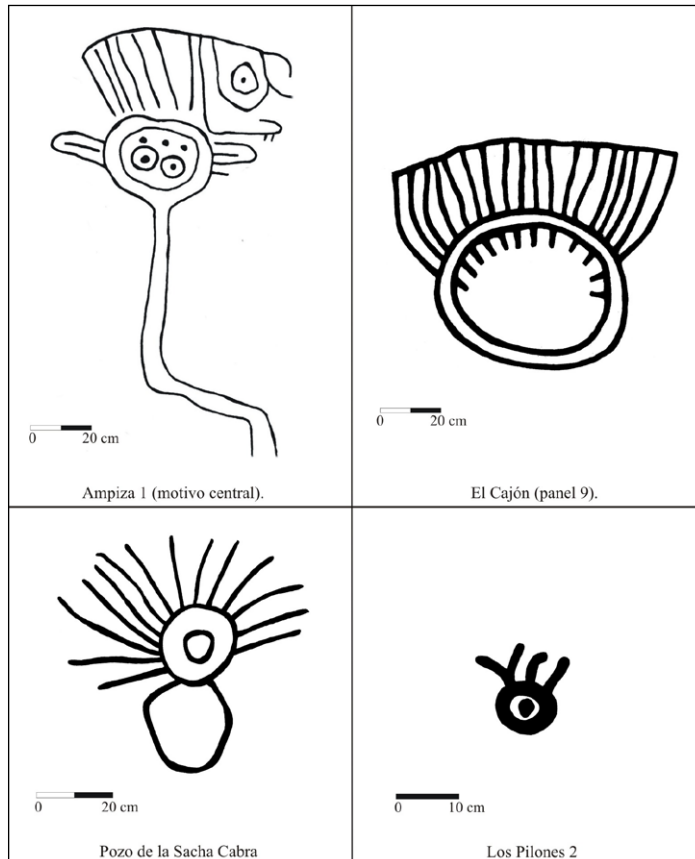 0 20 cm
Ampiza 1 (motivo central).
0 20 cm
El Cajón (panel 9).
0 20 cm
Pozo de la Sacha Cabra
0 10 cm
Los Pilones 2